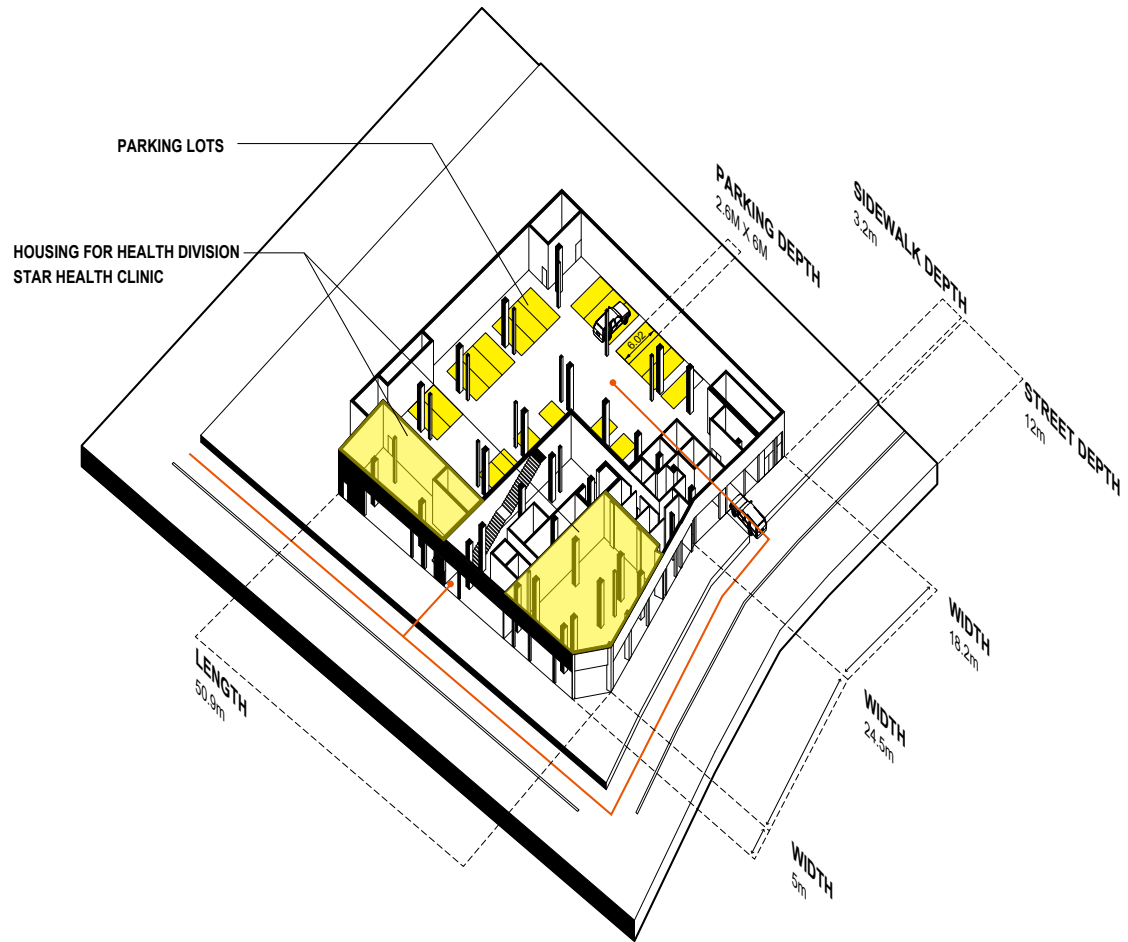 PARKING LOTS
HOUSING FOR HEALTH DIVISION
STAR HEALTH CLINIC
PARKING DEPTH
2.6M X 6M
SIDEWALK DEPTH
3.2m
STREET DEPTH
12m
6.02
WIDTH
18.2m
WIDTH
24.5m
WIDTH
5m
LENGTH
50.9m